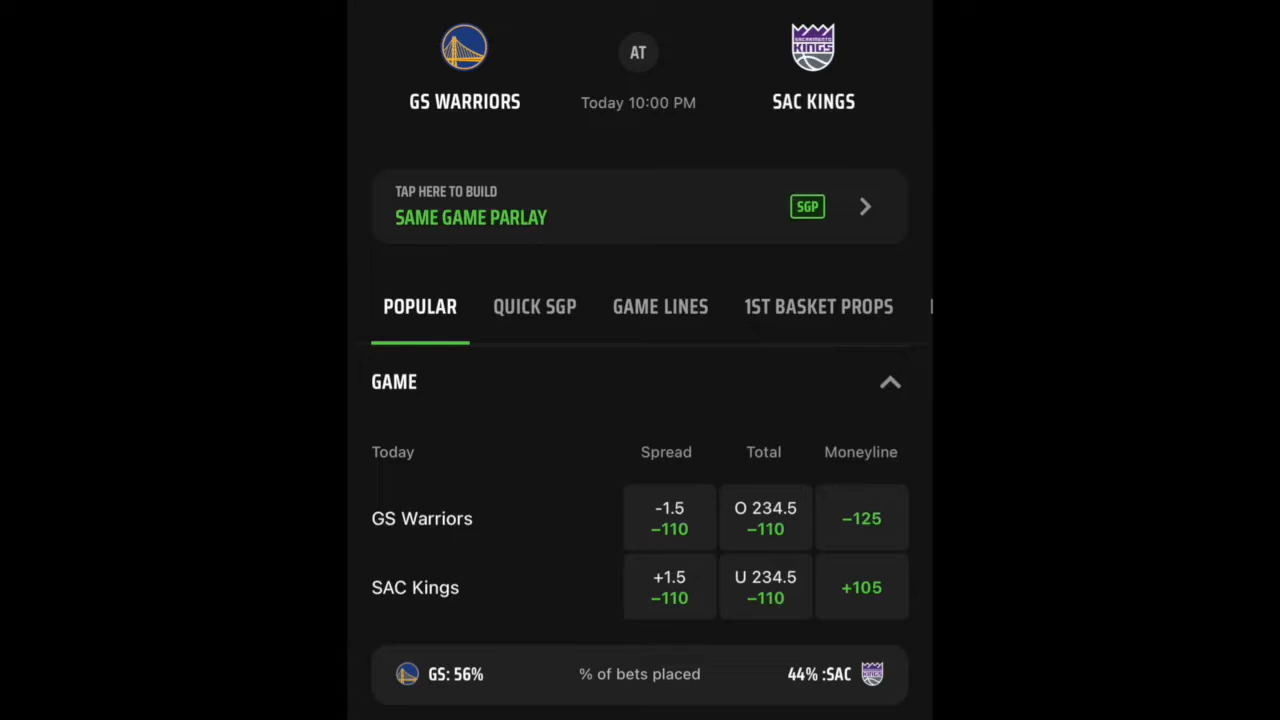 SACRAMENTO
KINGS
AT
GS WARRIORS
Today 10:00 PM
SAC KINGS
TAP HERE TO BUILD
SAME GAME PARLAY
SGP
POPULAR QUICK SGP GAME LINES 1ST BASKET PROPS
GAME
Today Spread Total Moneyline
GS Warriors
-1.5
−110
O 234.5
−110
−125
SAC Kings
+1.5
−110
U 234.5
−110
+105
GS: 56% % of bets placed 44% :SAC